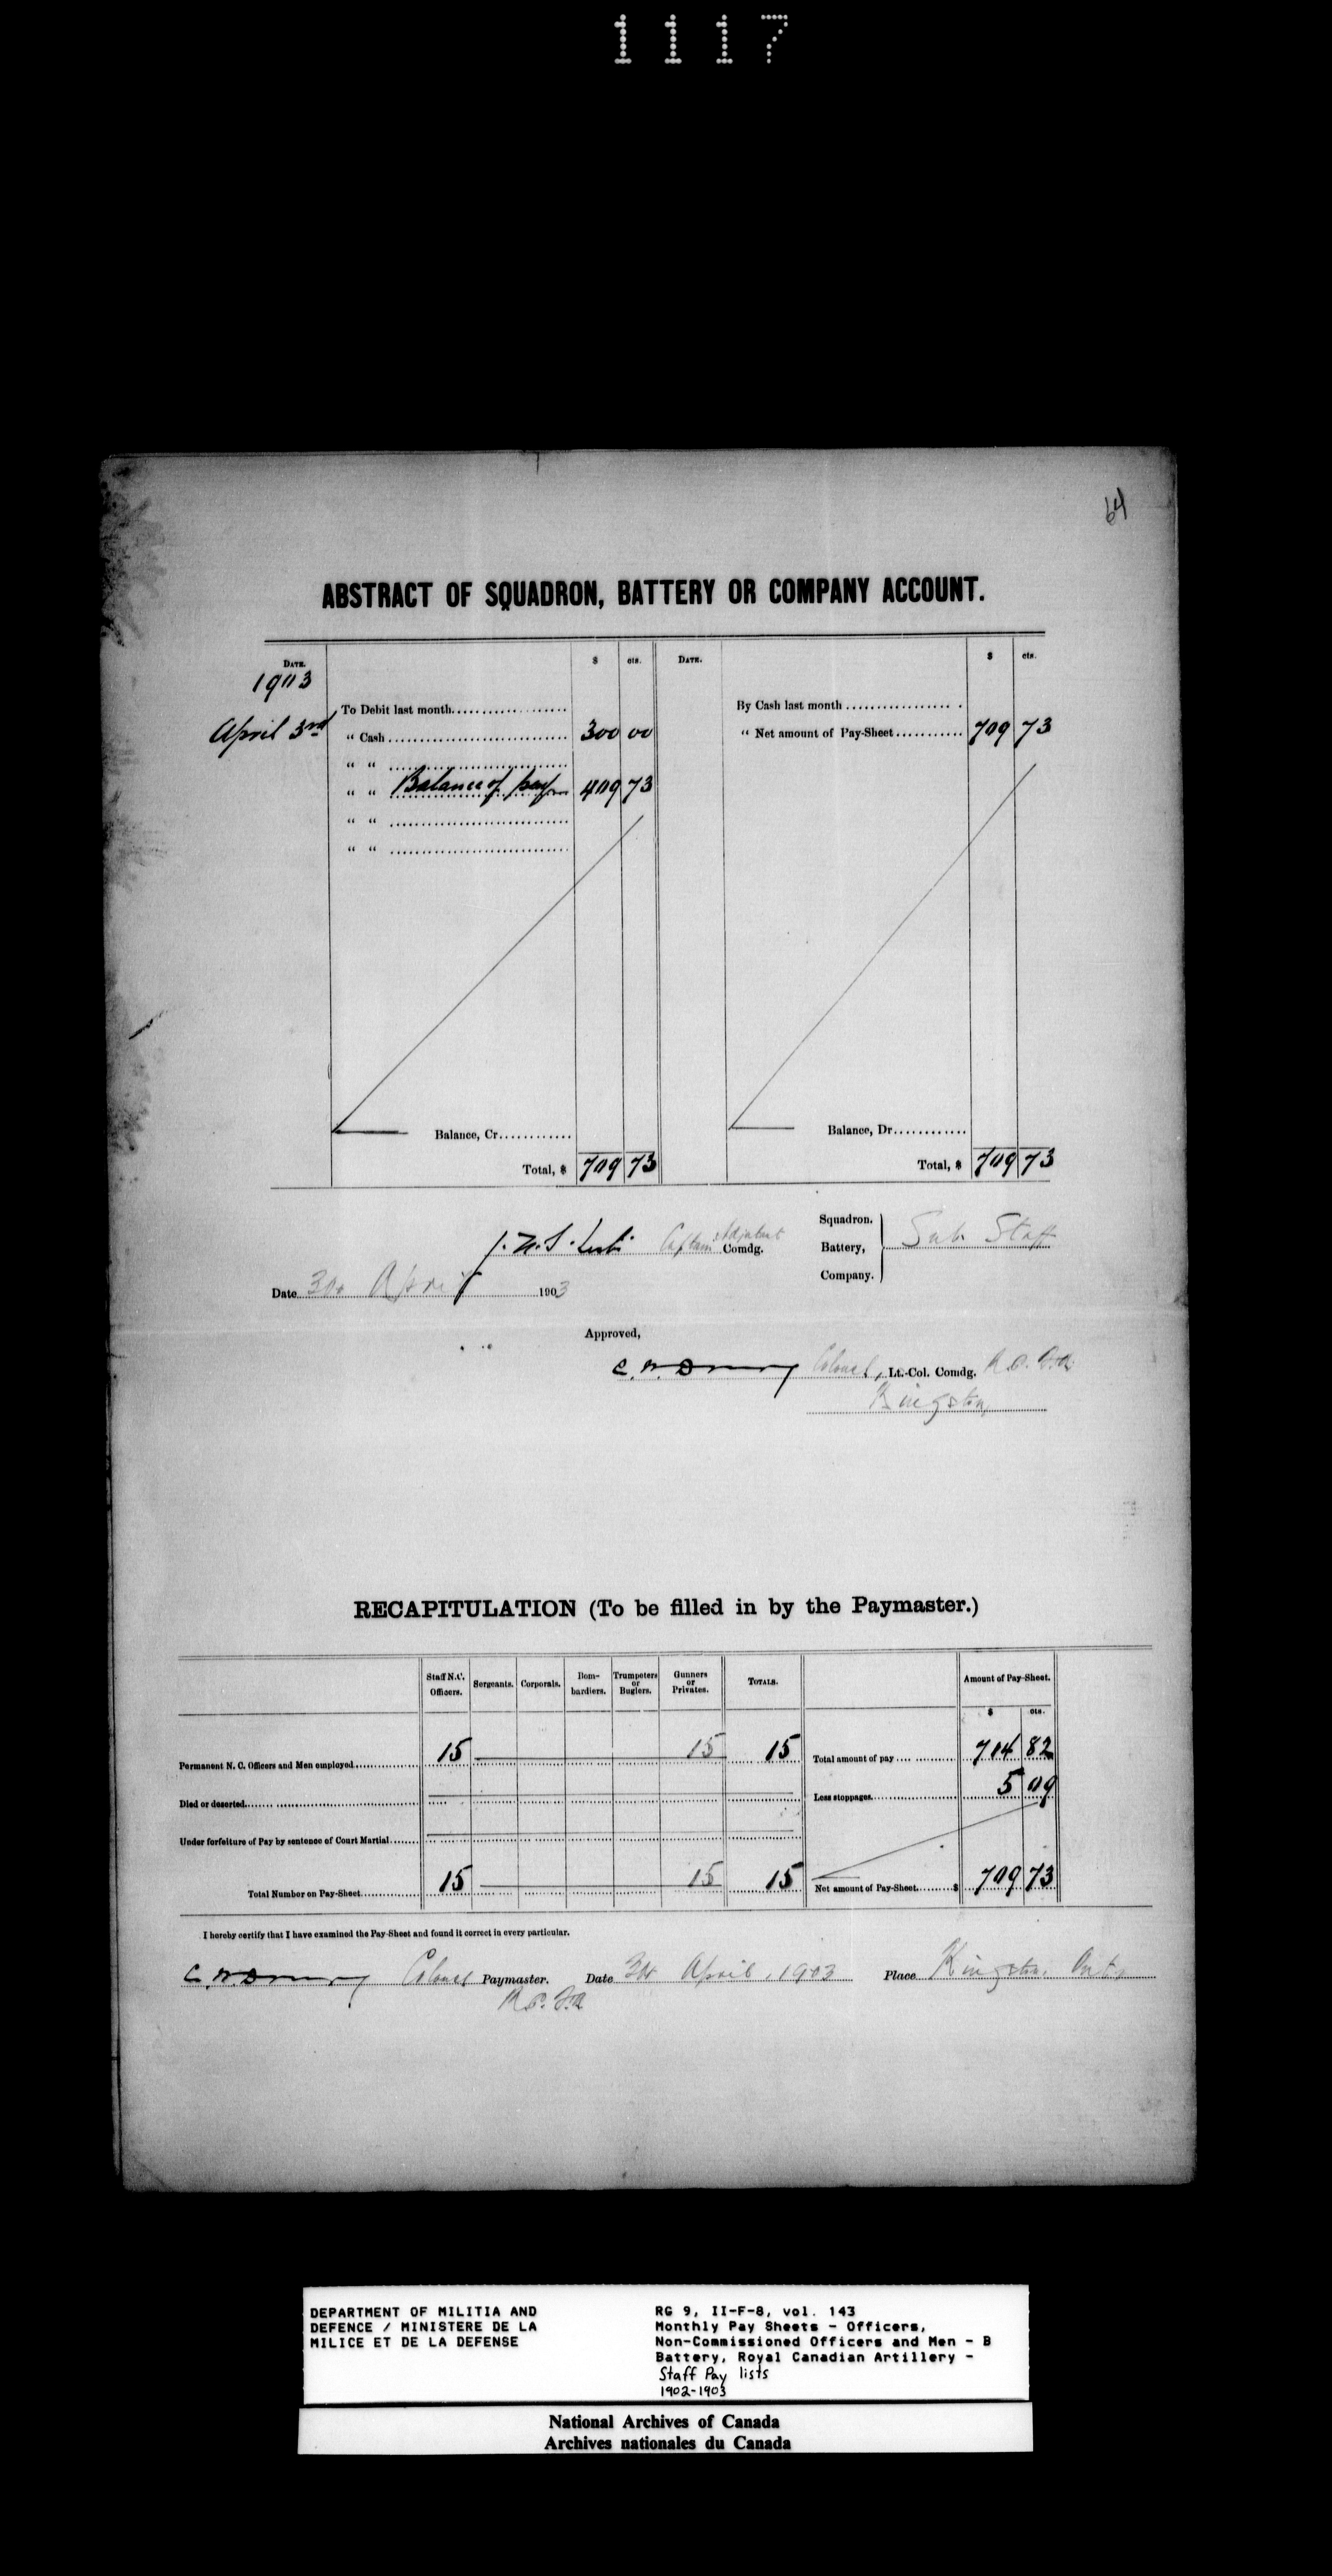 1117
64
ABSTRACT OF SQUADRON, BATTERY OR COMPANY ACCOUNT.
DATE. $ cts. DATE. $ cts.
1903
To Debit last month By Cash last month
April 3rd " Cash 300 00 " Net amount of Pay-Sheet 709 73
" "
" " Balance of pay 409 73
" "
" "
Balance, Cr. Balance, Dr.
Total, $ 709 73 Total, $ 709 73
Captain Adjutant Comdg.
Squadron.
Battery,
Company.
Sub. Staff
Date April 1903
Approved,
C. W. Drury Colonel, Lt.-Col. Comdg. R.C.F.A.
Kingston,
RECAPITULATION (To be filled in by the Paymaster.)
Staff N.C. Officers. Sergeants. Corporals. Bom-bardiers. Trumpeters or Buglers. Gunners or Privates. TOTALS. Amount of Pay-Sheet.
$ cts.
Permanent N. C. Officers and Men employed 15 15 15 Total amount of pay 714 82
Died or deserted Less stoppages 5 09
Under forfeiture of Pay by sentence of Court Martial
Total Number on Pay-Sheet 15 15 15 Net amount of Pay-Sheet $ 709 73
I hereby certify that I have examined the Pay-Sheet and found it correct in every particular.
C. W. Drury Colonel Paymaster. Date April, 1903 Place Kingston, Ont.
R.C.F.A.
DEPARTMENT OF MILITIA AND
DEFENCE / MINISTERE DE LA
MILICE ET DE LA DEFENSE
RG 9, II-F-8, vol. 143
Monthly Pay Sheets - Officers,
Non-Commissioned Officers and Men - B
Battery, Royal Canadian Artillery -
Staff Pay lists
1902-1903
National Archives of Canada
Archives nationales du Canada